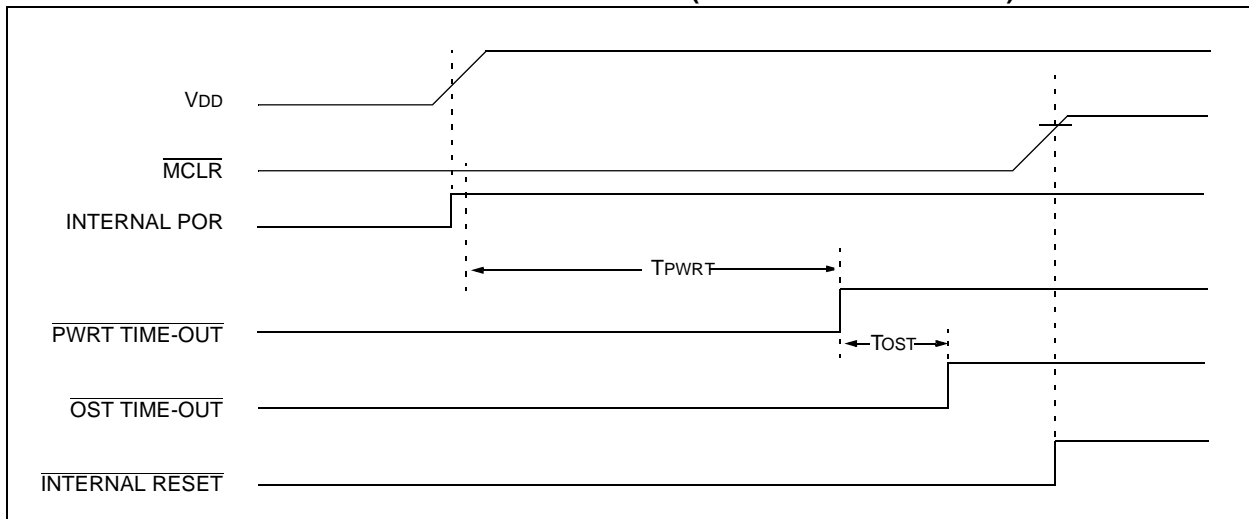 VDD
MCLR
INTERNAL POR
TPWRT
PWRT TIME-OUT
TOST
OST TIME-OUT
INTERNAL RESET